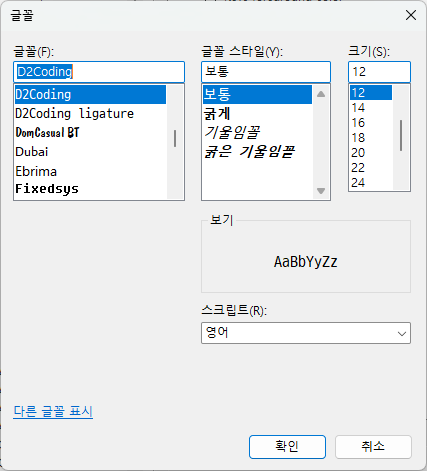 글꼴
글꼴(F):
D2Coding
D2Coding
D2Coding ligature
DomCasual BT
Dubai
Ebrima
Fixedsys
글꼴 스타일(Y):
보통
보통
굵게
기울임꼴
굵은 기울임꼴
크기(S):
12
12
14
16
18
20
22
24
보기
AaBbYyZz
스크립트(R):
영어
다른 글꼴 표시
확인
취소